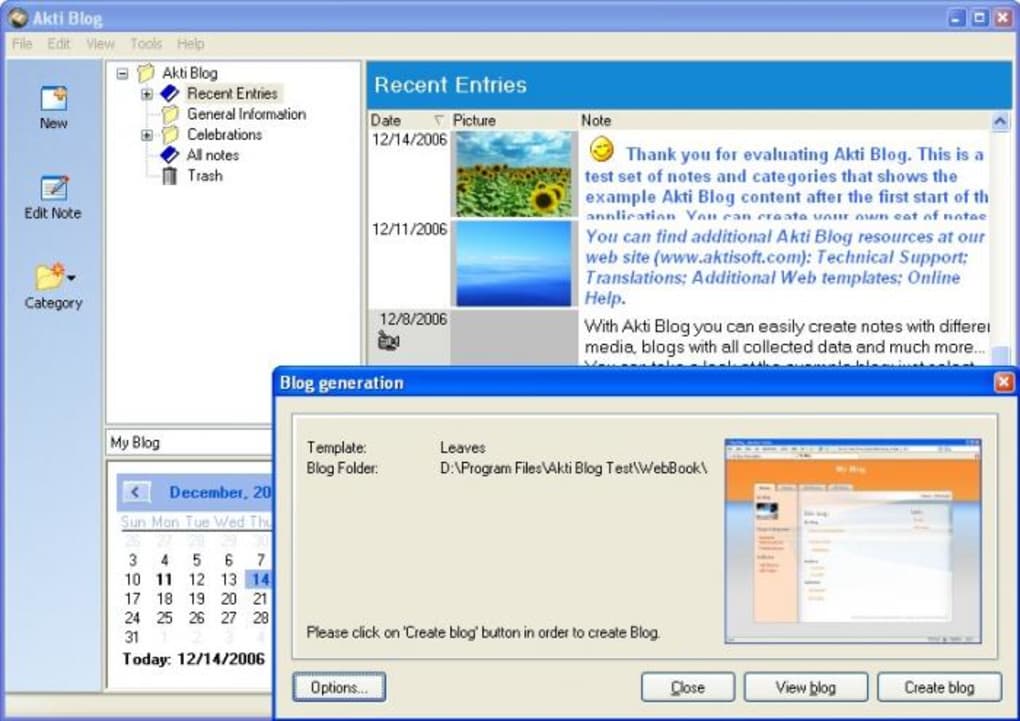 Akti Blog
File Edit View Tools Help
New
Edit Note
Category
Akti Blog
Recent Entries
General Information
Celebrations
All notes
Trash
Recent Entries
Date Picture Note
12/14/2006
Thank you for evaluating Akti Blog. This is a
test set of notes and categories that shows the
example Akti Blog content after the first start of th
application. You can create your own set of notes
12/11/2006
You can find additional Akti Blog resources at our
web site (www.aktisoft.com): Technical Support;
Translations; Additional Web templates; Online
Help.
12/8/2006
With Akti Blog you can easily create notes with differen
media, blogs with all collected data and much more...
My Blog
December, 20
Sun Mon Tue Wed Thu
26 27 28 29 30
3 4 5 6 7
10 11 12 13 14
17 18 19 20 21
24 25 26 27 28
31 1 2 3 4
Today: 12/14/2006
Blog generation
Template: Leaves
Blog Folder: D:\Program Files\Akti Blog Test\WebBook\
My Blog
Please click on 'Create blog' button in order to create Blog.
Options... Close View blog Create blog